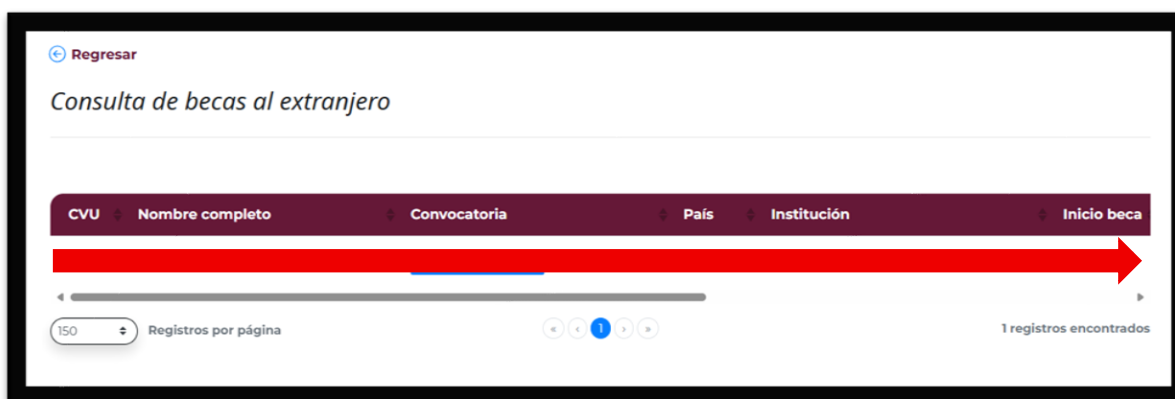 Regresar
Consulta de becas al extranjero
CVU Nombre completo Convocatoria País Institución Inicio beca
150 Registros por página « ‹ 1 › » 1 registros encontrados